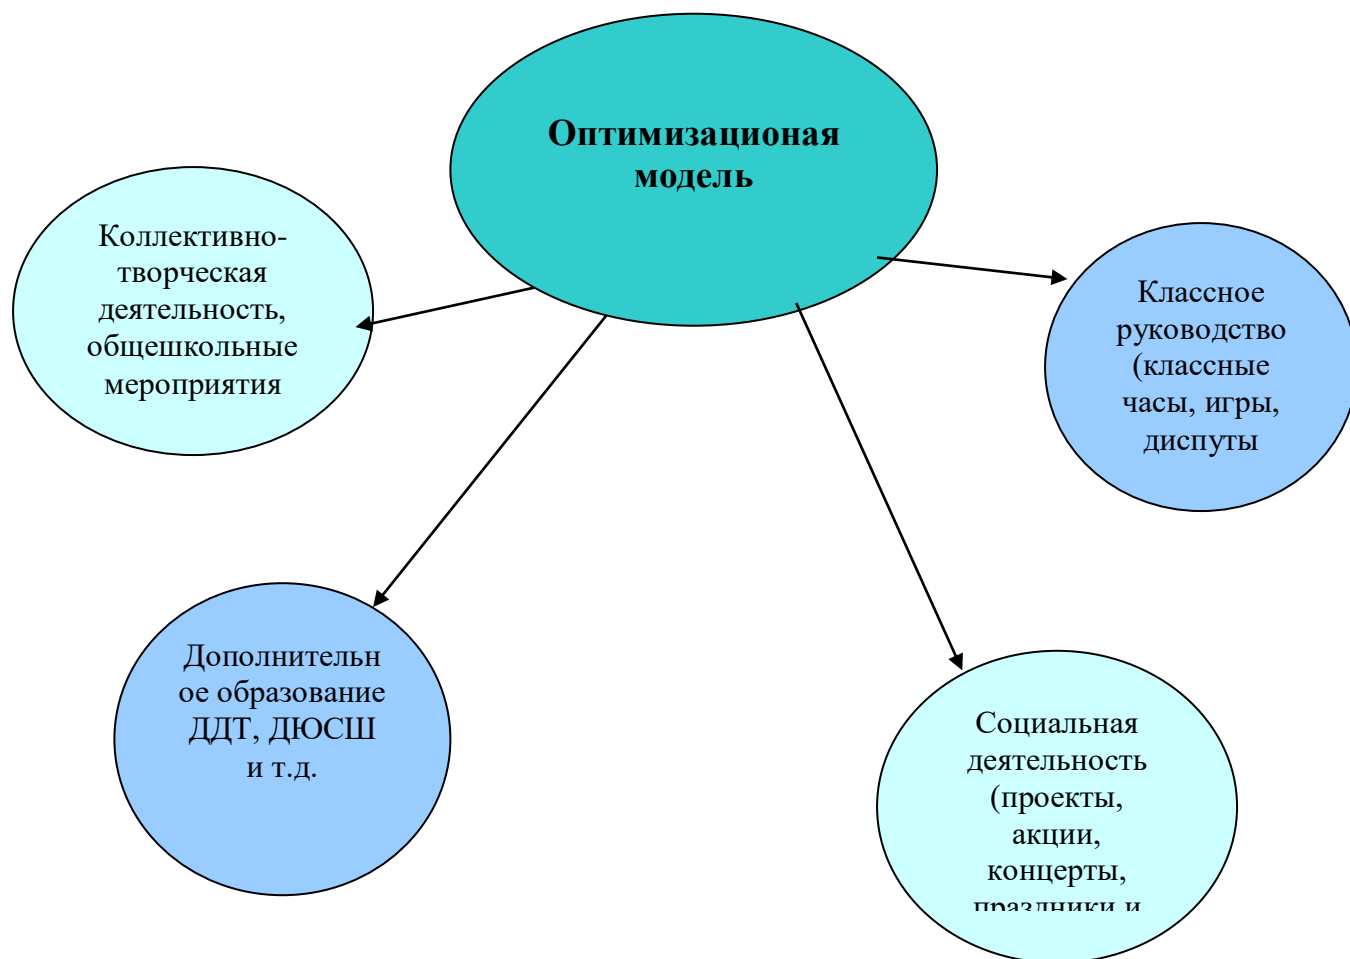 Оптимизационая
модель
Коллективно-
творческая
деятельность,
общешкольные
мероприятия
Классное
руководство
(классные
часы, игры,
диспуты
Дополнительн
ое образование
ДДТ, ДЮСШ
и т.д.
Социальная
деятельность
(проекты,
акции,
концерты,
праздники и